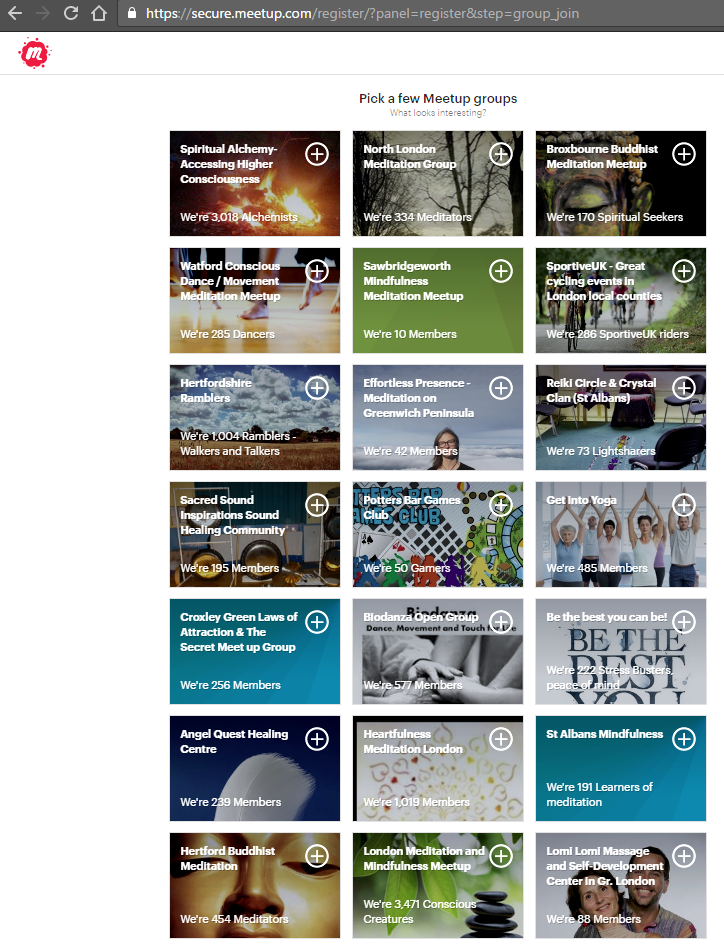 https://secure.meetup.com/register/?panel=register&step=group_join
m
Pick a few Meetup groups
What looks interesting?
Spiritual Alchemy-
Accessing Higher
Consciousness
We're 3,018 Alchemists
North London
Meditation Group
We're 334 Meditators
Broxbourne Buddhist
Meditation Meetup
We're 170 Spiritual Seekers
Watford Conscious
Dance / Movement
Meditation Meetup
We're 285 Dancers
Sawbridgeworth
Mindfulness
Meditation Meetup
We're 10 Members
SportiveUK - Great
cycling events in
London local counties
We're 286 SportiveUK riders
Hertfordshire
Ramblers
We're 1,004 Ramblers -
Walkers and Talkers
Effortless Presence -
Meditation on
Greenwich Peninsula
We're 42 Members
Reiki Circle & Crystal
Clan (St Albans)
We're 73 Lightsharers
Sacred Sound
Inspirations Sound
Healing Community
We're 195 Members
Potters Bar Games
Club
We're 50 Gamers
Get Into Yoga
We're 485 Members
Croxley Green Laws of
Attraction & The
Secret Meet up Group
We're 256 Members
Biodanza Open Group
Biodanza
Dance, Movement and Touch for Life
We're 577 Members
Be the best you can be!
BE THE
BEST
YOU
We're 222 Stress Busters,
peace of mind
Angel Quest Healing
Centre
We're 239 Members
Heartfulness
Meditation London
We're 1,019 Members
St Albans Mindfulness
We're 191 Learners of
meditation
Hertford Buddhist
Meditation
We're 454 Meditators
London Meditation and
Mindfulness Meetup
We're 3,471 Conscious
Creatures
Lomi Lomi Massage
and Self-Development
Center in Gr. London
We're 88 Members